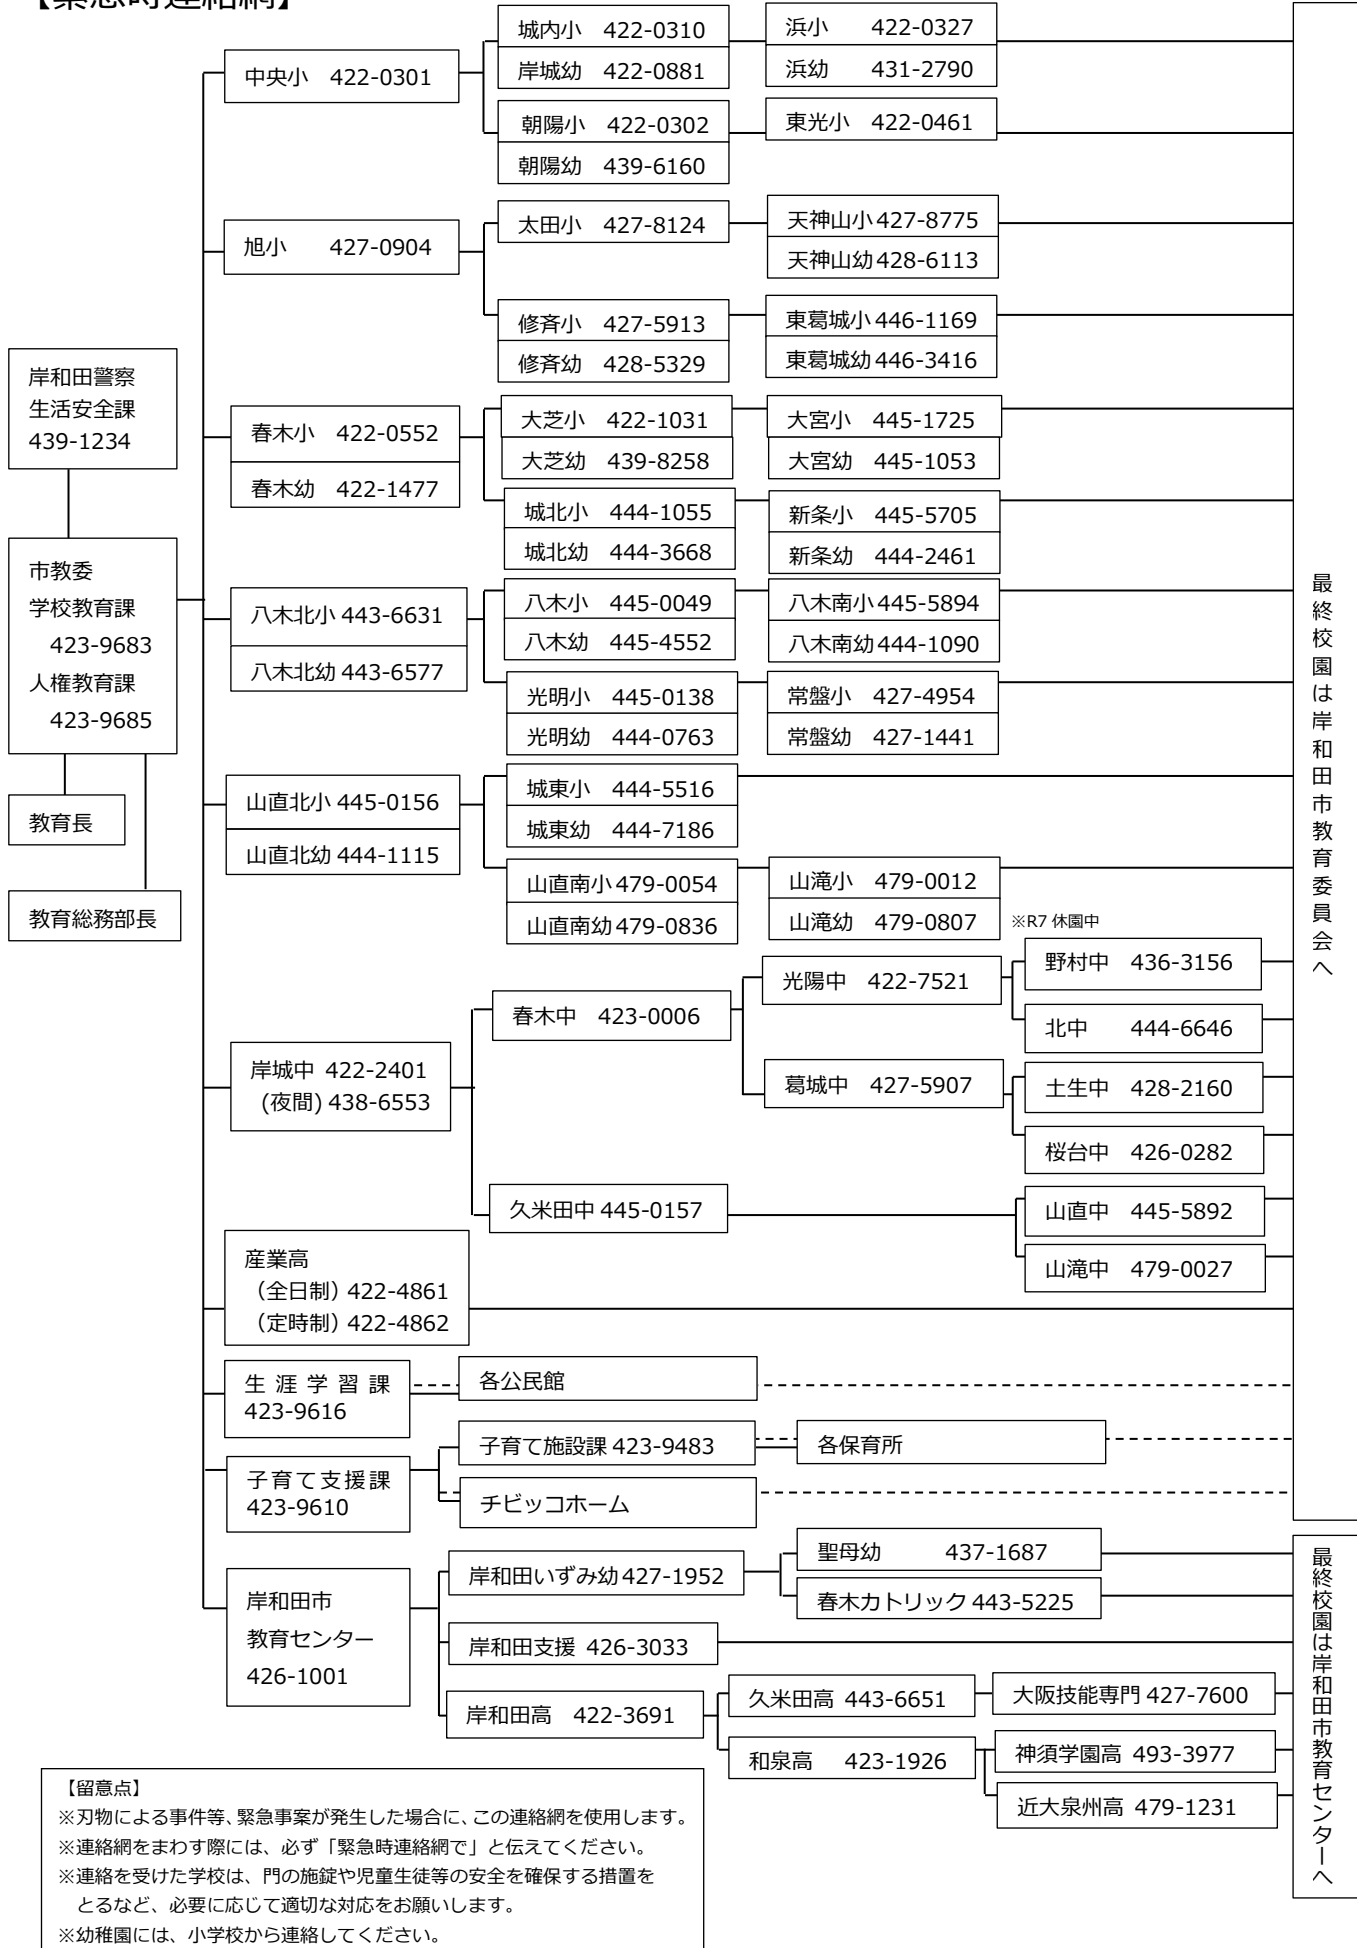 【緊急時連絡網】
中央小 422-0301
城内小 422-0310
岸城幼 422-0881
浜小 422-0327
浜幼 431-2790
朝陽小 422-0302
朝陽幼 439-6160
東光小 422-0461
旭小 427-0904
太田小 427-8124
天神山小 427-8775
天神山幼 428-6113
修斉小 427-5913
修斉幼 428-5329
東葛城小 446-1169
東葛城幼 446-3416
岸和田警察
生活安全課
439-1234
春木小 422-0552
春木幼 422-1477
大芝小 422-1031
大芝幼 439-8258
大宮小 445-1725
大宮幼 445-1053
城北小 444-1055
城北幼 444-3668
新条小 445-5705
新条幼 444-2461
市教委
学校教育課
423-9683
人権教育課
423-9685
教育長
教育総務部長
八木北小 443-6631
八木北幼 443-6577
八木小 445-0049
八木幼 445-4552
八木南小 445-5894
八木南幼 444-1090
光明小 445-0138
光明幼 444-0763
常盤小 427-4954
常盤幼 427-1441
山直北小 445-0156
山直北幼 444-1115
城東小 444-5516
城東幼 444-7186
山直南小 479-0054
山直南幼 479-0836
山滝小 479-0012
山滝幼 479-0807
※R7 休園中
岸城中 422-2401
(夜間) 438-6553
春木中 423-0006
光陽中 422-7521
野村中 436-3156
北中 444-6646
葛城中 427-5907
土生中 428-2160
桜台中 426-0282
久米田中 445-0157
山直中 445-5892
山滝中 479-0027
産業高
（全日制）422-4861
（定時制）422-4862
生涯学習課
423-9616
各公民館
子育て支援課
423-9610
子育て施設課 423-9483
各保育所
チビッコホーム
最終校園は岸和田市教育委員会へ
岸和田市
教育センター
426-1001
岸和田いずみ幼 427-1952
聖母幼 437-1687
春木カトリック 443-5225
岸和田支援 426-3033
岸和田高 422-3691
久米田高 443-6651
大阪技能専門 427-7600
和泉高 423-1926
神須学園高 493-3977
近大泉州高 479-1231
最終校園は岸和田市教育センターへ
【留意点】
※刃物による事件等、緊急事案が発生した場合に、この連絡網を使用します。
※連絡網をまわす際には、必ず「緊急時連絡網で」と伝えてください。
※連絡を受けた学校は、門の施錠や児童生徒等の安全を確保する措置を
とるなど、必要に応じて適切な対応をお願いします。
※幼稚園には、小学校から連絡してください。